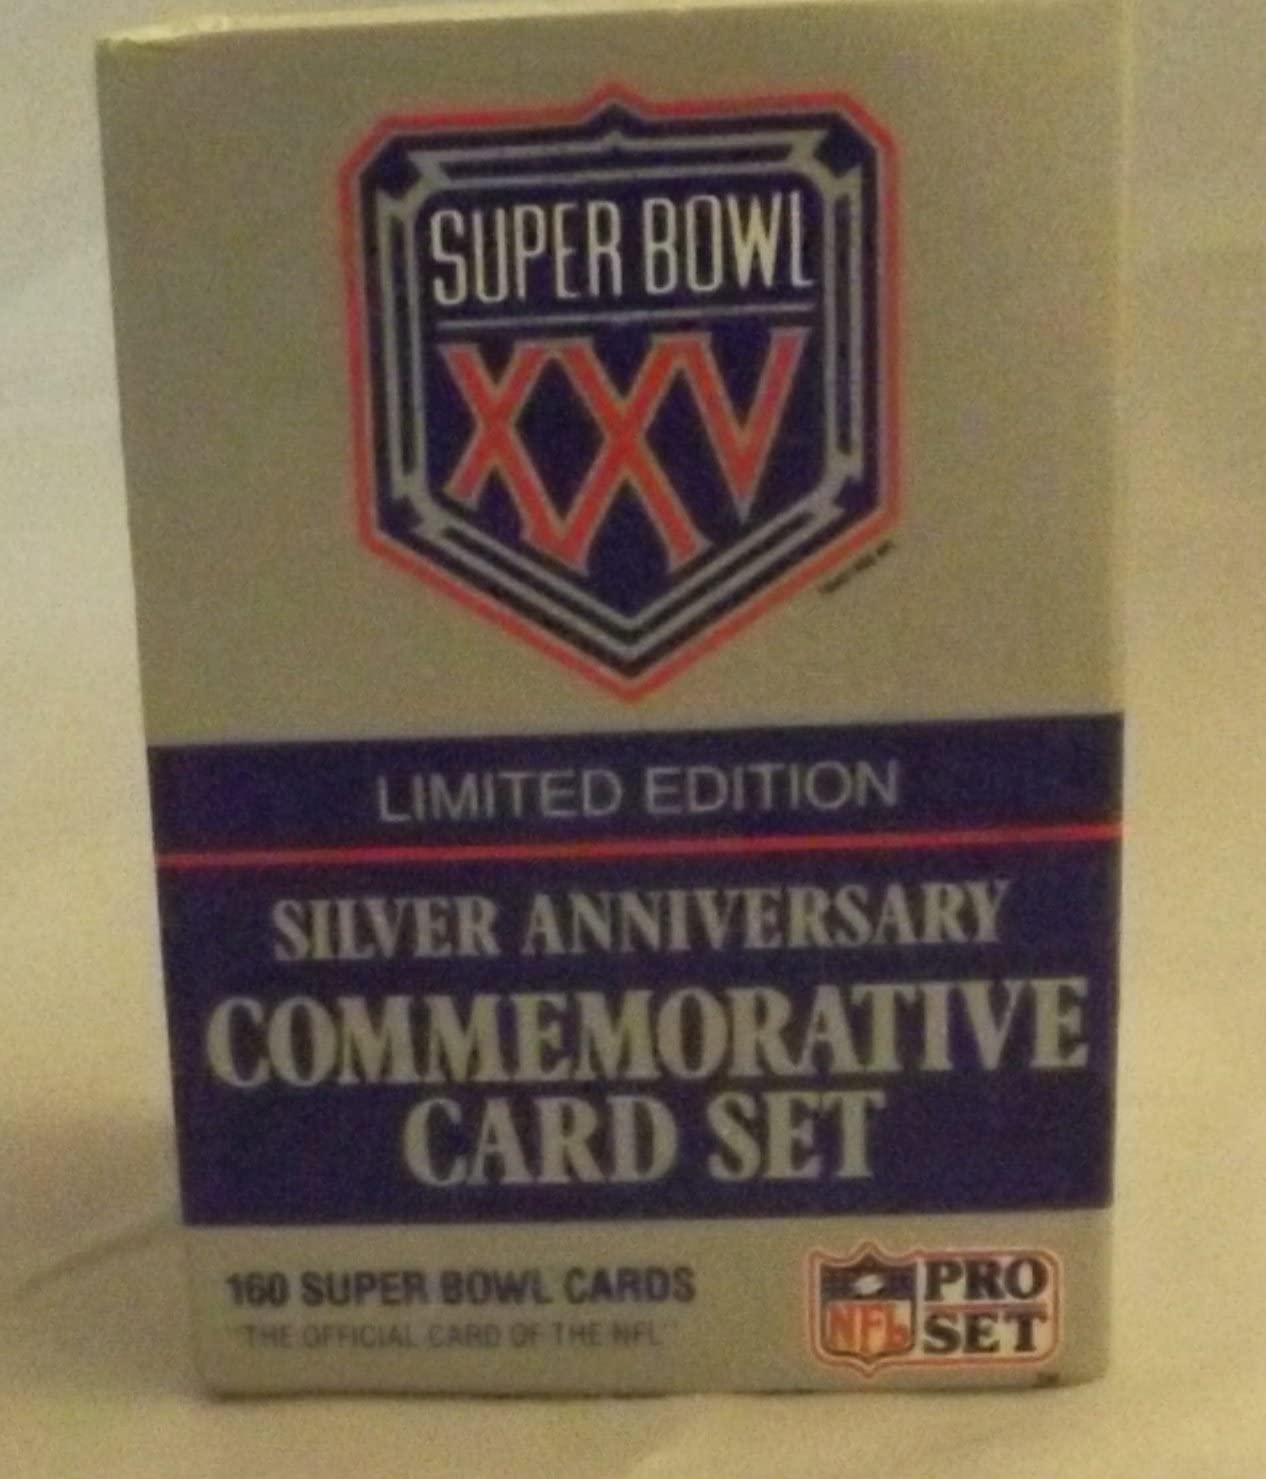 SUPER BOWL
XXV
LIMITED EDITION
SILVER ANNIVERSARY
COMMEMORATIVE
CARD SET
160 SUPER BOWL CARDS
"THE OFFICIAL CARD OF THE NFL"
NFL
PRO
SET